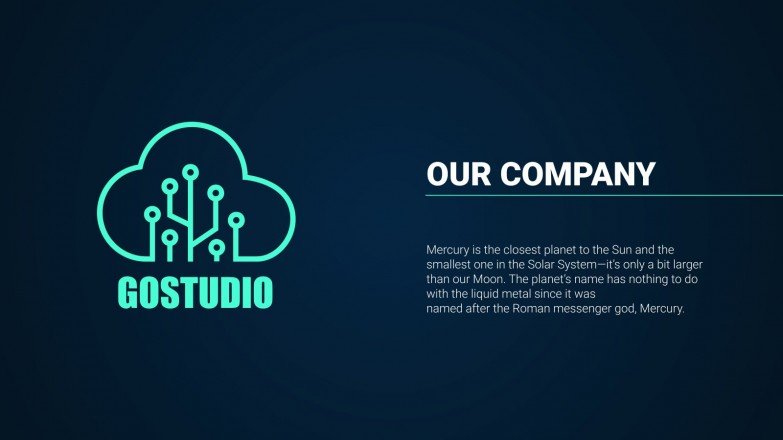 GOSTUDIO
OUR COMPANY
Mercury is the closest planet to the Sun and the
smallest one in the Solar System—it's only a bit larger
than our Moon. The planet's name has nothing to do
with the liquid metal since it was
named after the Roman messenger god, Mercury.